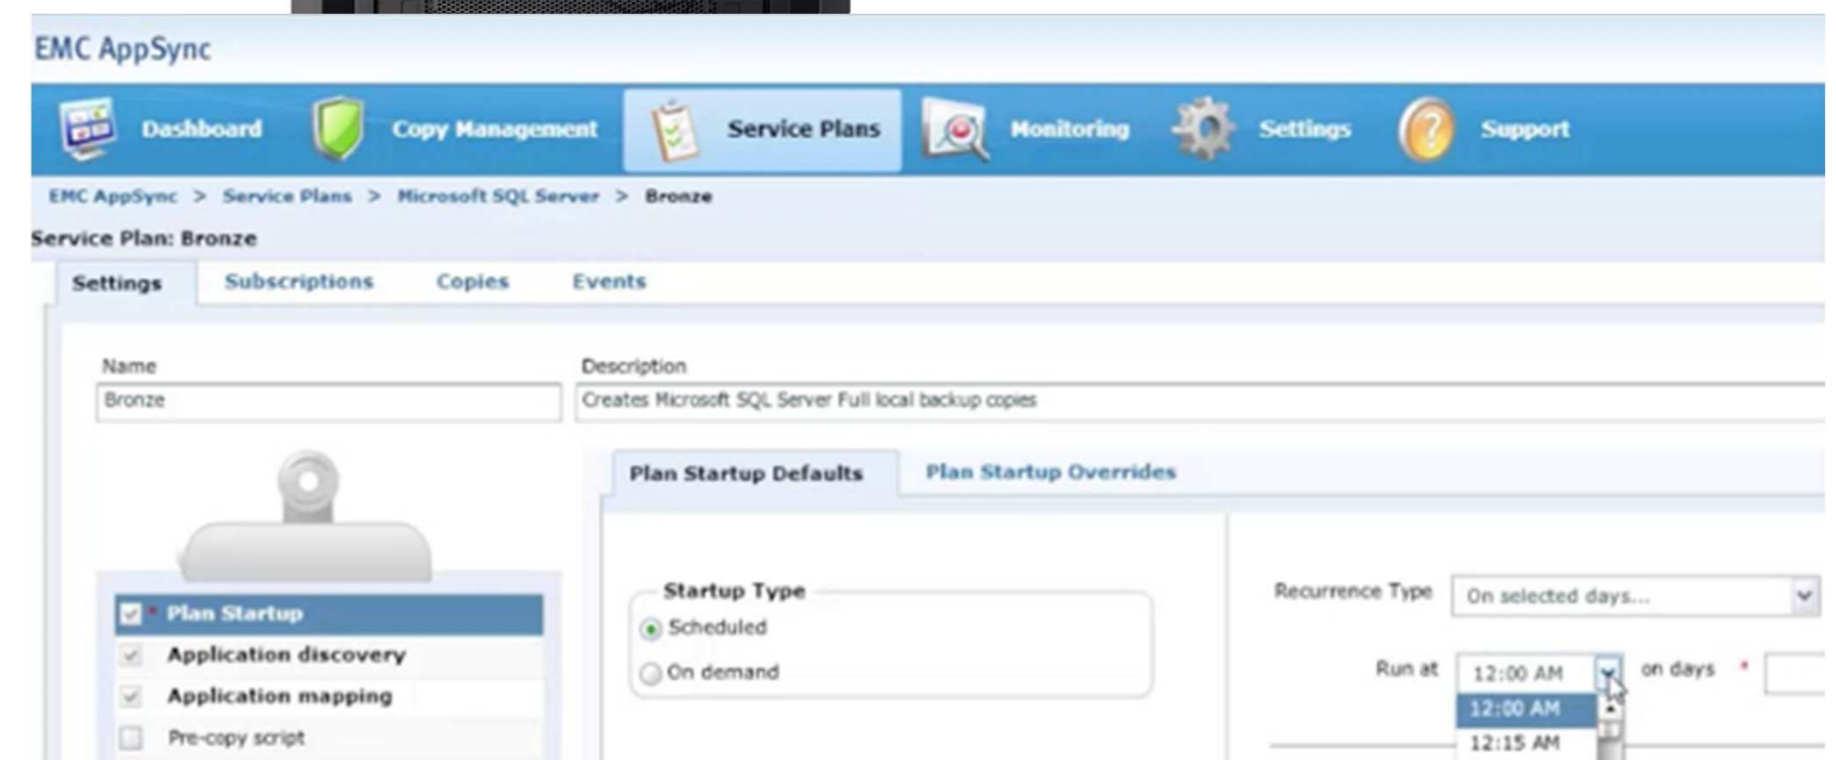 EMC AppSync
Dashboard Copy Management Service Plans Monitoring Settings Support
EMC AppSync > Service Plans > Microsoft SQL Server > Bronze
Service Plan: Bronze
Settings Subscriptions Copies Events
Name Description
Bronze Creates Microsoft SQL Server Full local backup copies
Plan Startup Defaults Plan Startup Overrides
Startup Type Recurrence Type On selected days...
* Plan Startup Scheduled
Application discovery On demand Run at 12:00 AM on days *
Application mapping 12:00 AM
Pre-copy script 12:15 AM